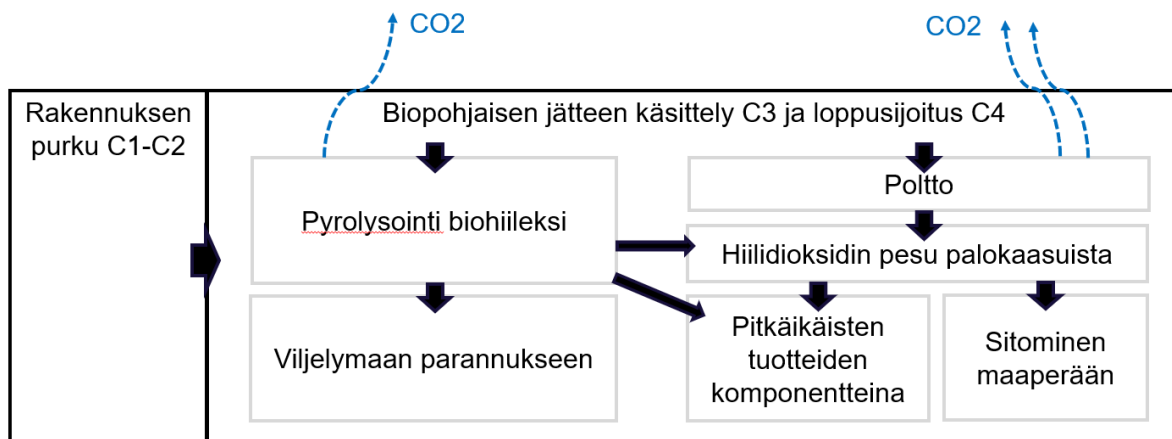 CO2
CO2
Rakennuksen
purku C1-C2
Biopohjaisen jätteen käsittely C3 ja loppusijoitus C4
Pyrolysointi biohiileksi
Poltto
Hiilidioksidin pesu palokaasuista
Viljelymaan parannukseen
Pitkäikäisten
tuotteiden
komponentteina
Sitominen
maaperään